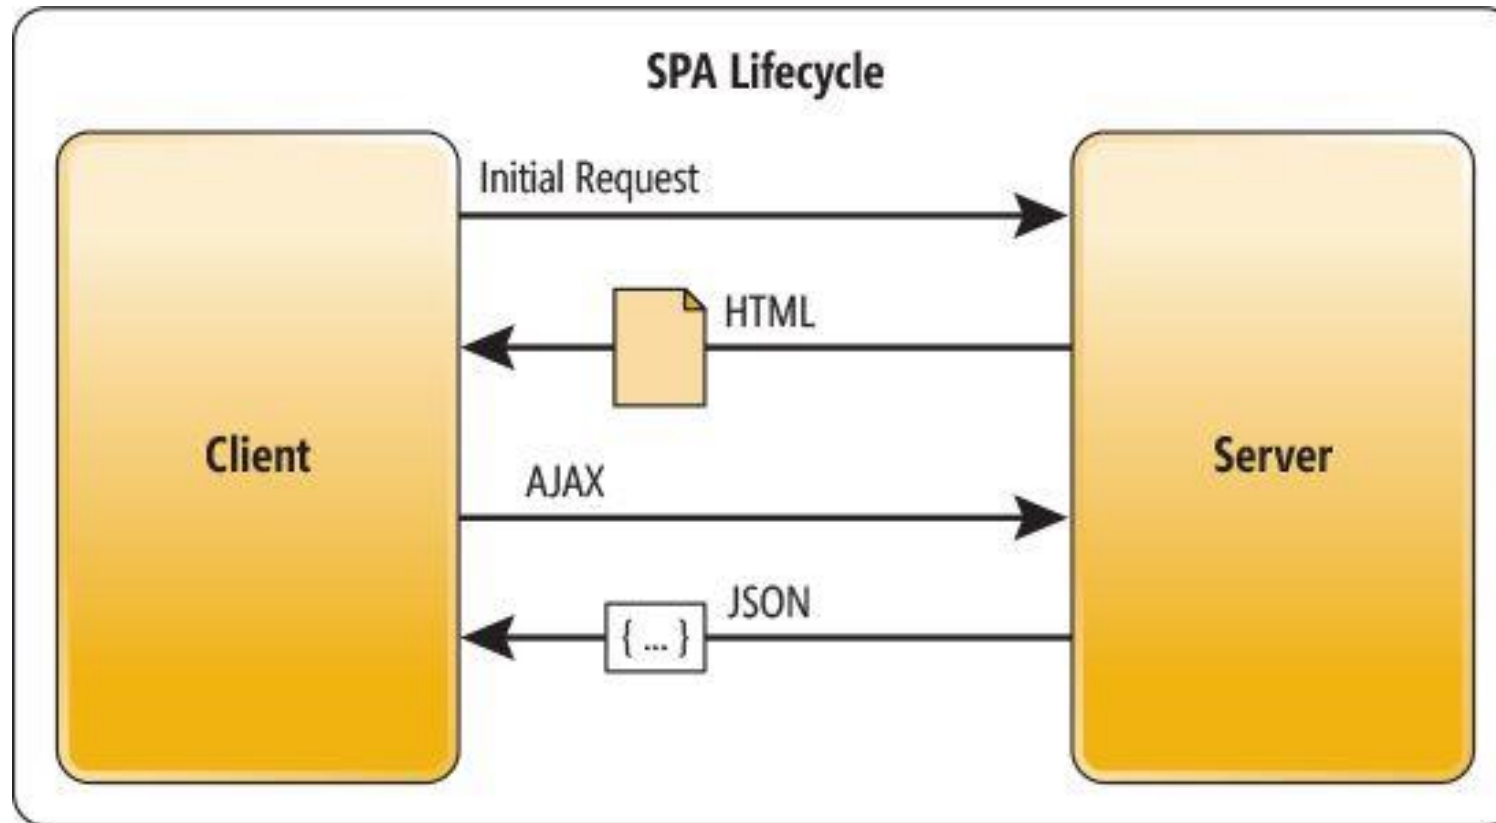 SPA Lifecycle
Initial Request
HTML
Client
Server
AJAX
JSON
{ ... }